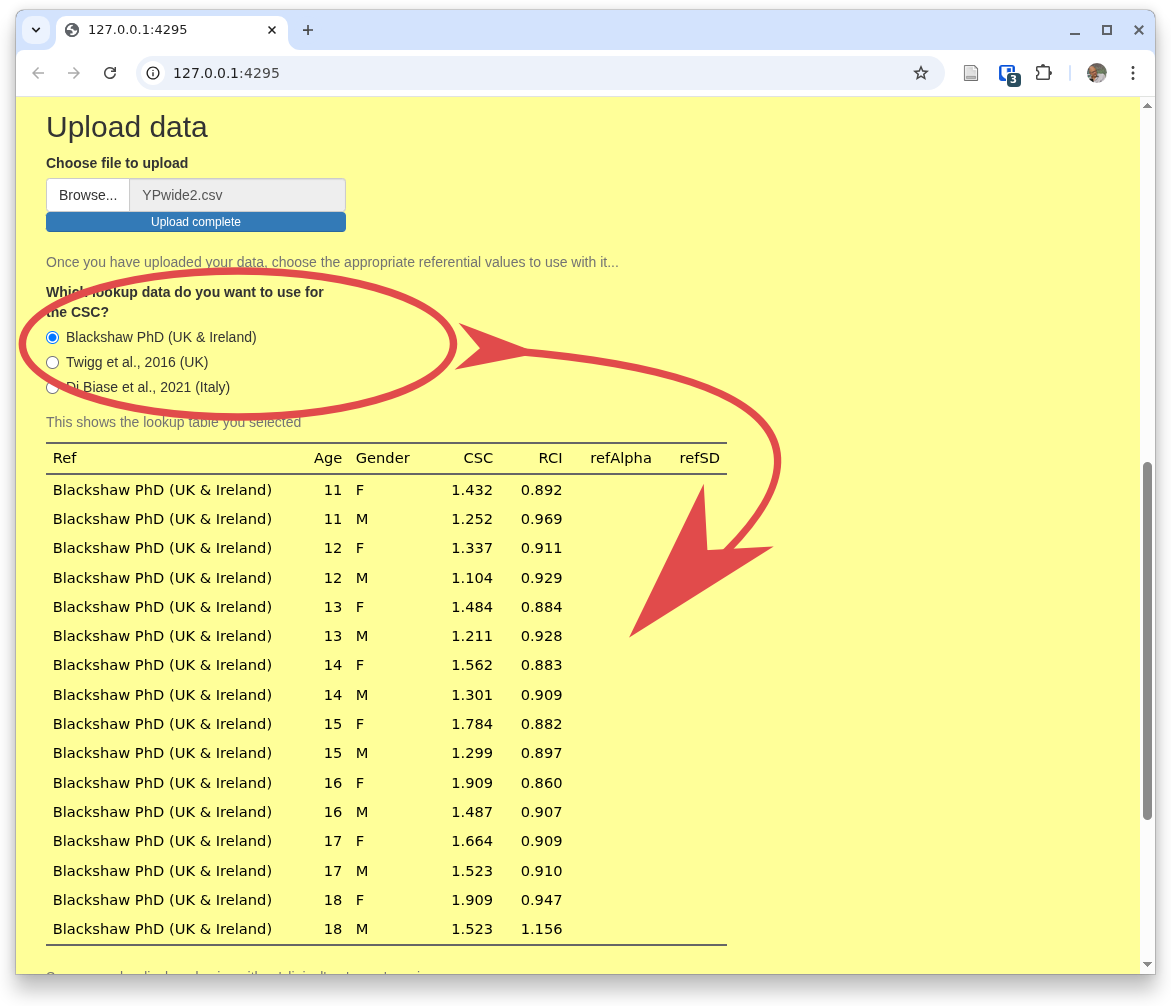 127.0.0.1:4295
127.0.0.1:4295
3
Upload data
Choose file to upload
Browse... YPwide2.csv
Upload complete
Once you have uploaded your data, choose the appropriate referential values to use with it...
Which lookup data do you want to use for
the CSC?
Blackshaw PhD (UK & Ireland)
Twigg et al., 2016 (UK)
Di Biase et al., 2021 (Italy)
This shows the lookup table you selected
Ref Age Gender CSC RCI refAlpha refSD
Blackshaw PhD (UK & Ireland) 11 F 1.432 0.892
Blackshaw PhD (UK & Ireland) 11 M 1.252 0.969
Blackshaw PhD (UK & Ireland) 12 F 1.337 0.911
Blackshaw PhD (UK & Ireland) 12 M 1.104 0.929
Blackshaw PhD (UK & Ireland) 13 F 1.484 0.884
Blackshaw PhD (UK & Ireland) 13 M 1.211 0.928
Blackshaw PhD (UK & Ireland) 14 F 1.562 0.883
Blackshaw PhD (UK & Ireland) 14 M 1.301 0.909
Blackshaw PhD (UK & Ireland) 15 F 1.784 0.882
Blackshaw PhD (UK & Ireland) 15 M 1.299 0.897
Blackshaw PhD (UK & Ireland) 16 F 1.909 0.860
Blackshaw PhD (UK & Ireland) 16 M 1.487 0.907
Blackshaw PhD (UK & Ireland) 17 F 1.664 0.909
Blackshaw PhD (UK & Ireland) 17 M 1.523 0.910
Blackshaw PhD (UK & Ireland) 18 F 1.909 0.947
Blackshaw PhD (UK & Ireland) 18 M 1.523 1.156